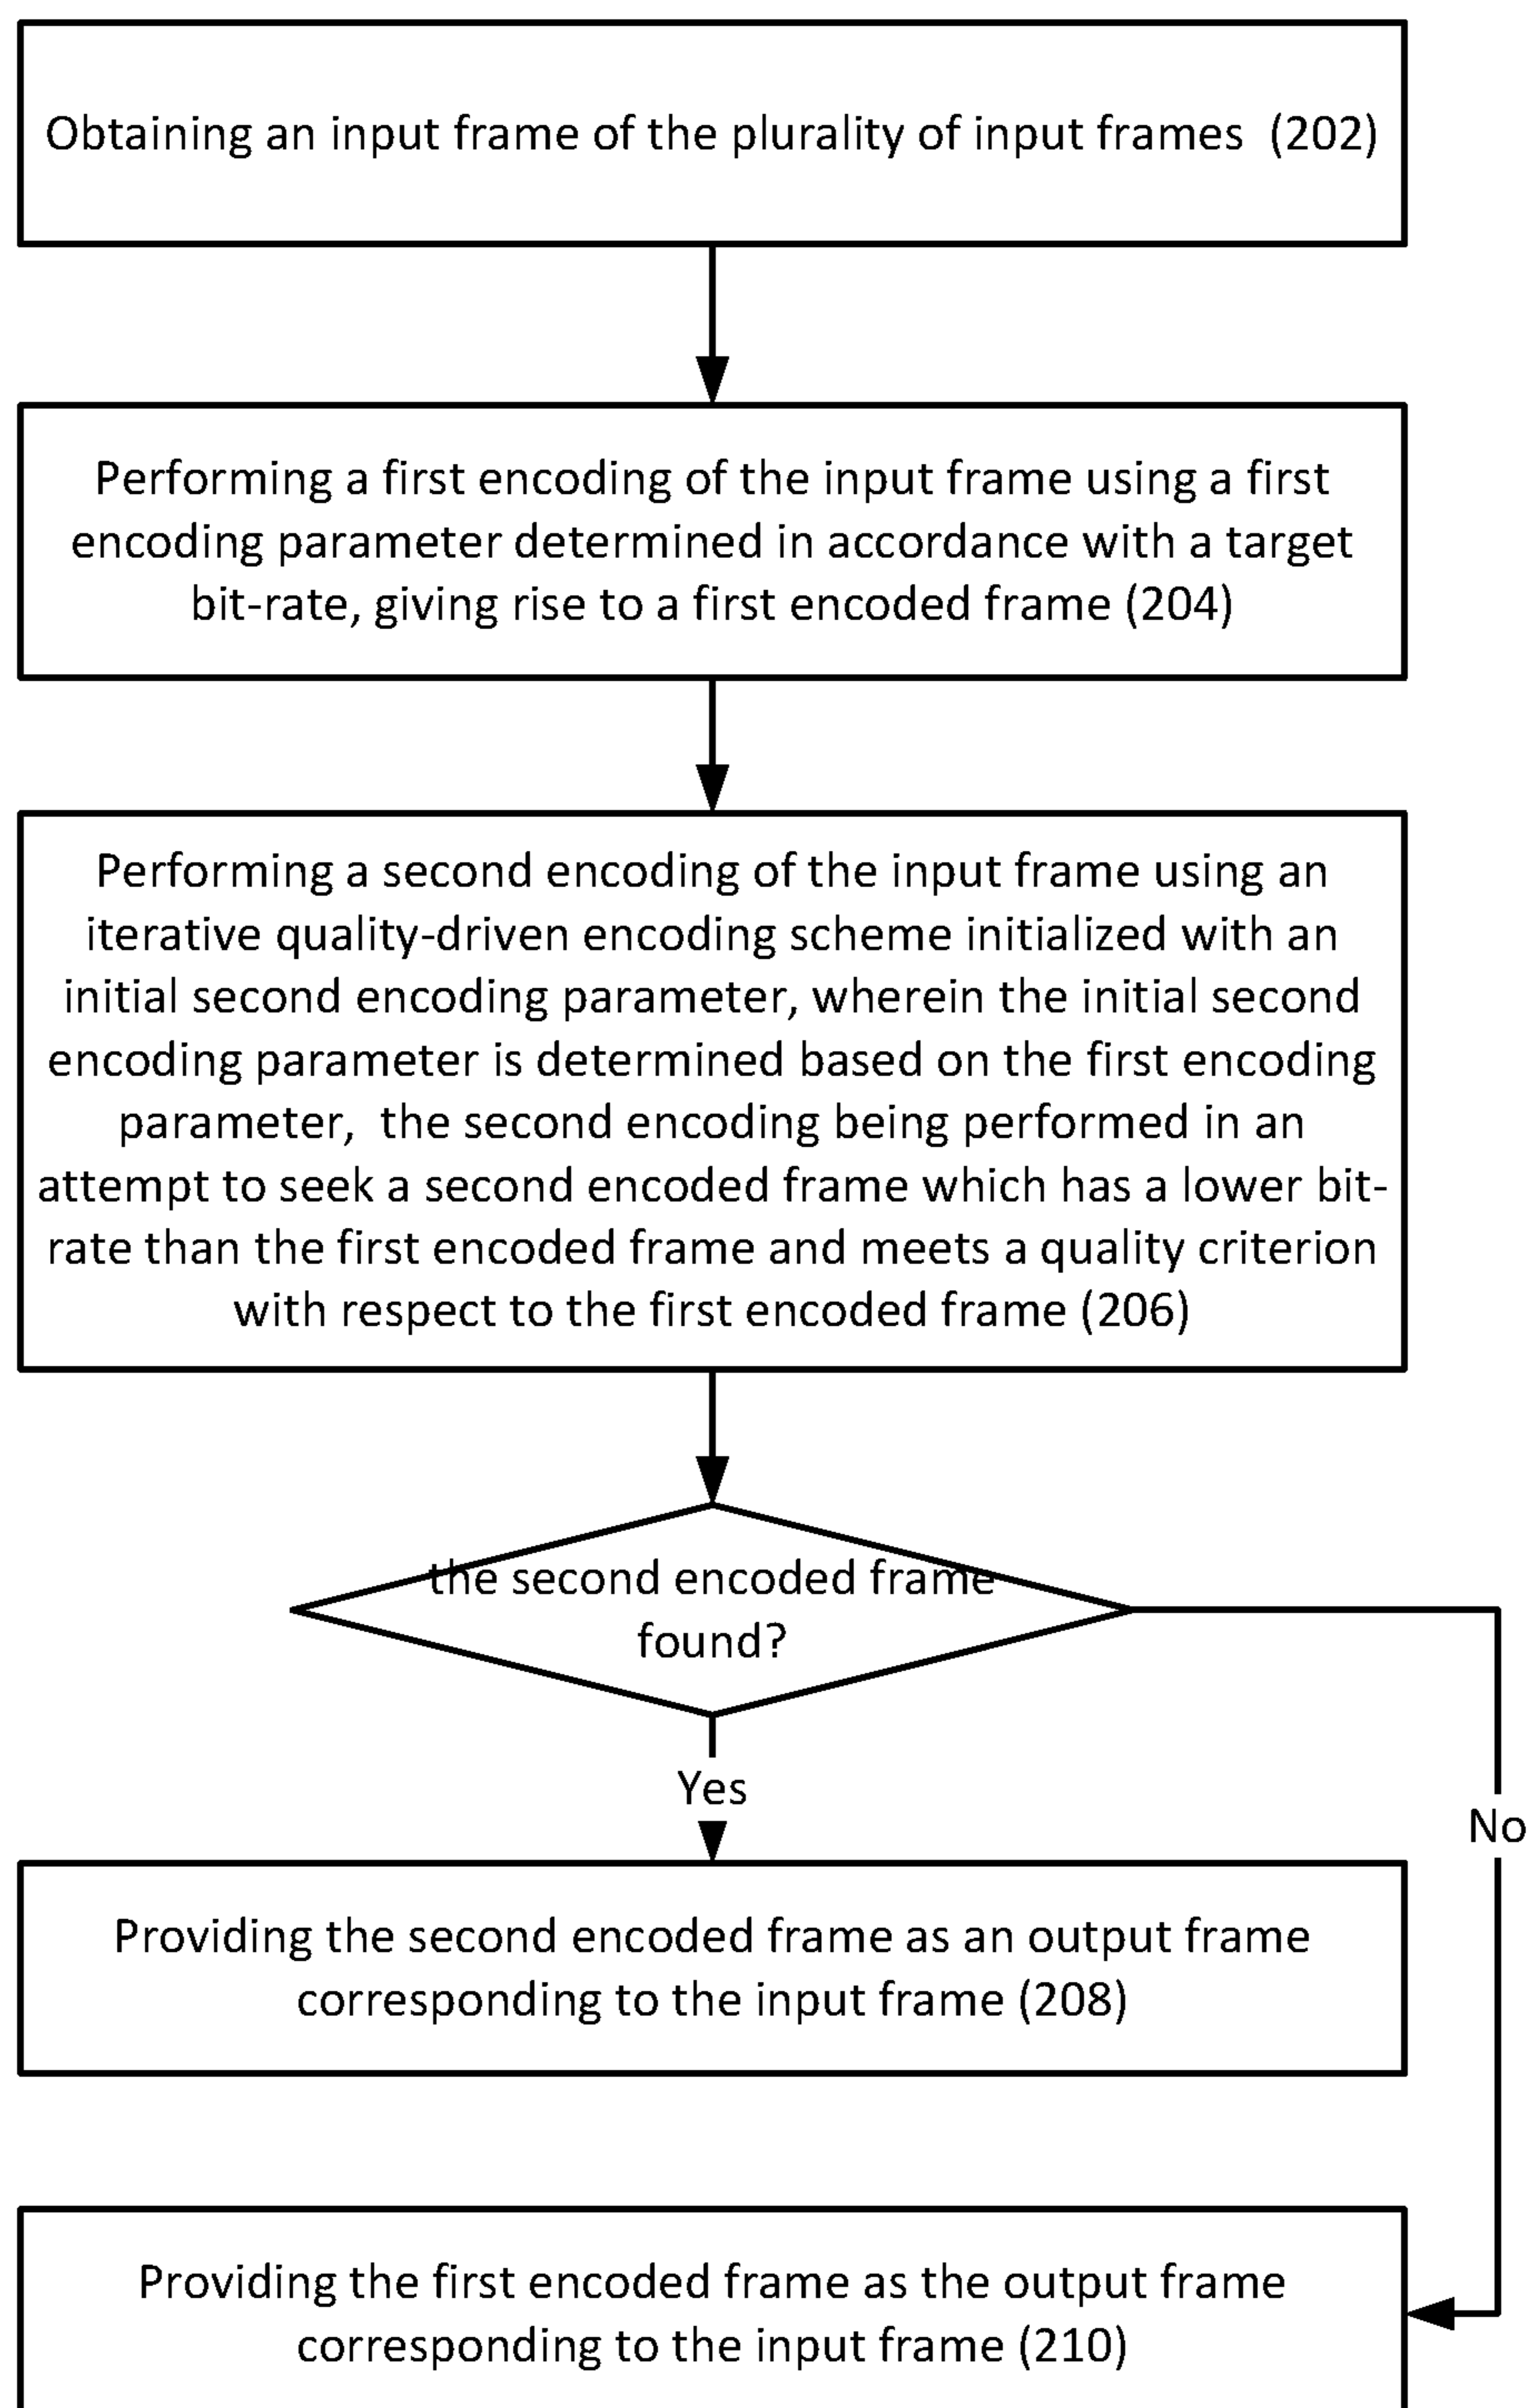 Obtaining an input frame of the plurality of input frames (202)
Performing a first encoding of the input frame using a first
encoding parameter determined in accordance with a target
bit-rate, giving rise to a first encoded frame (204)
Performing a second encoding of the input frame using an
iterative quality-driven encoding scheme initialized with an
initial second encoding parameter, wherein the initial second
encoding parameter is determined based on the first encoding
parameter, the second encoding being performed in an
attempt to seek a second encoded frame which has a lower bit-
rate than the first encoded frame and meets a quality criterion
with respect to the first encoded frame (206)
the second encoded frame
found?
Yes
No
Providing the second encoded frame as an output frame
corresponding to the input frame (208)
Providing the first encoded frame as the output frame
corresponding to the input frame (210)